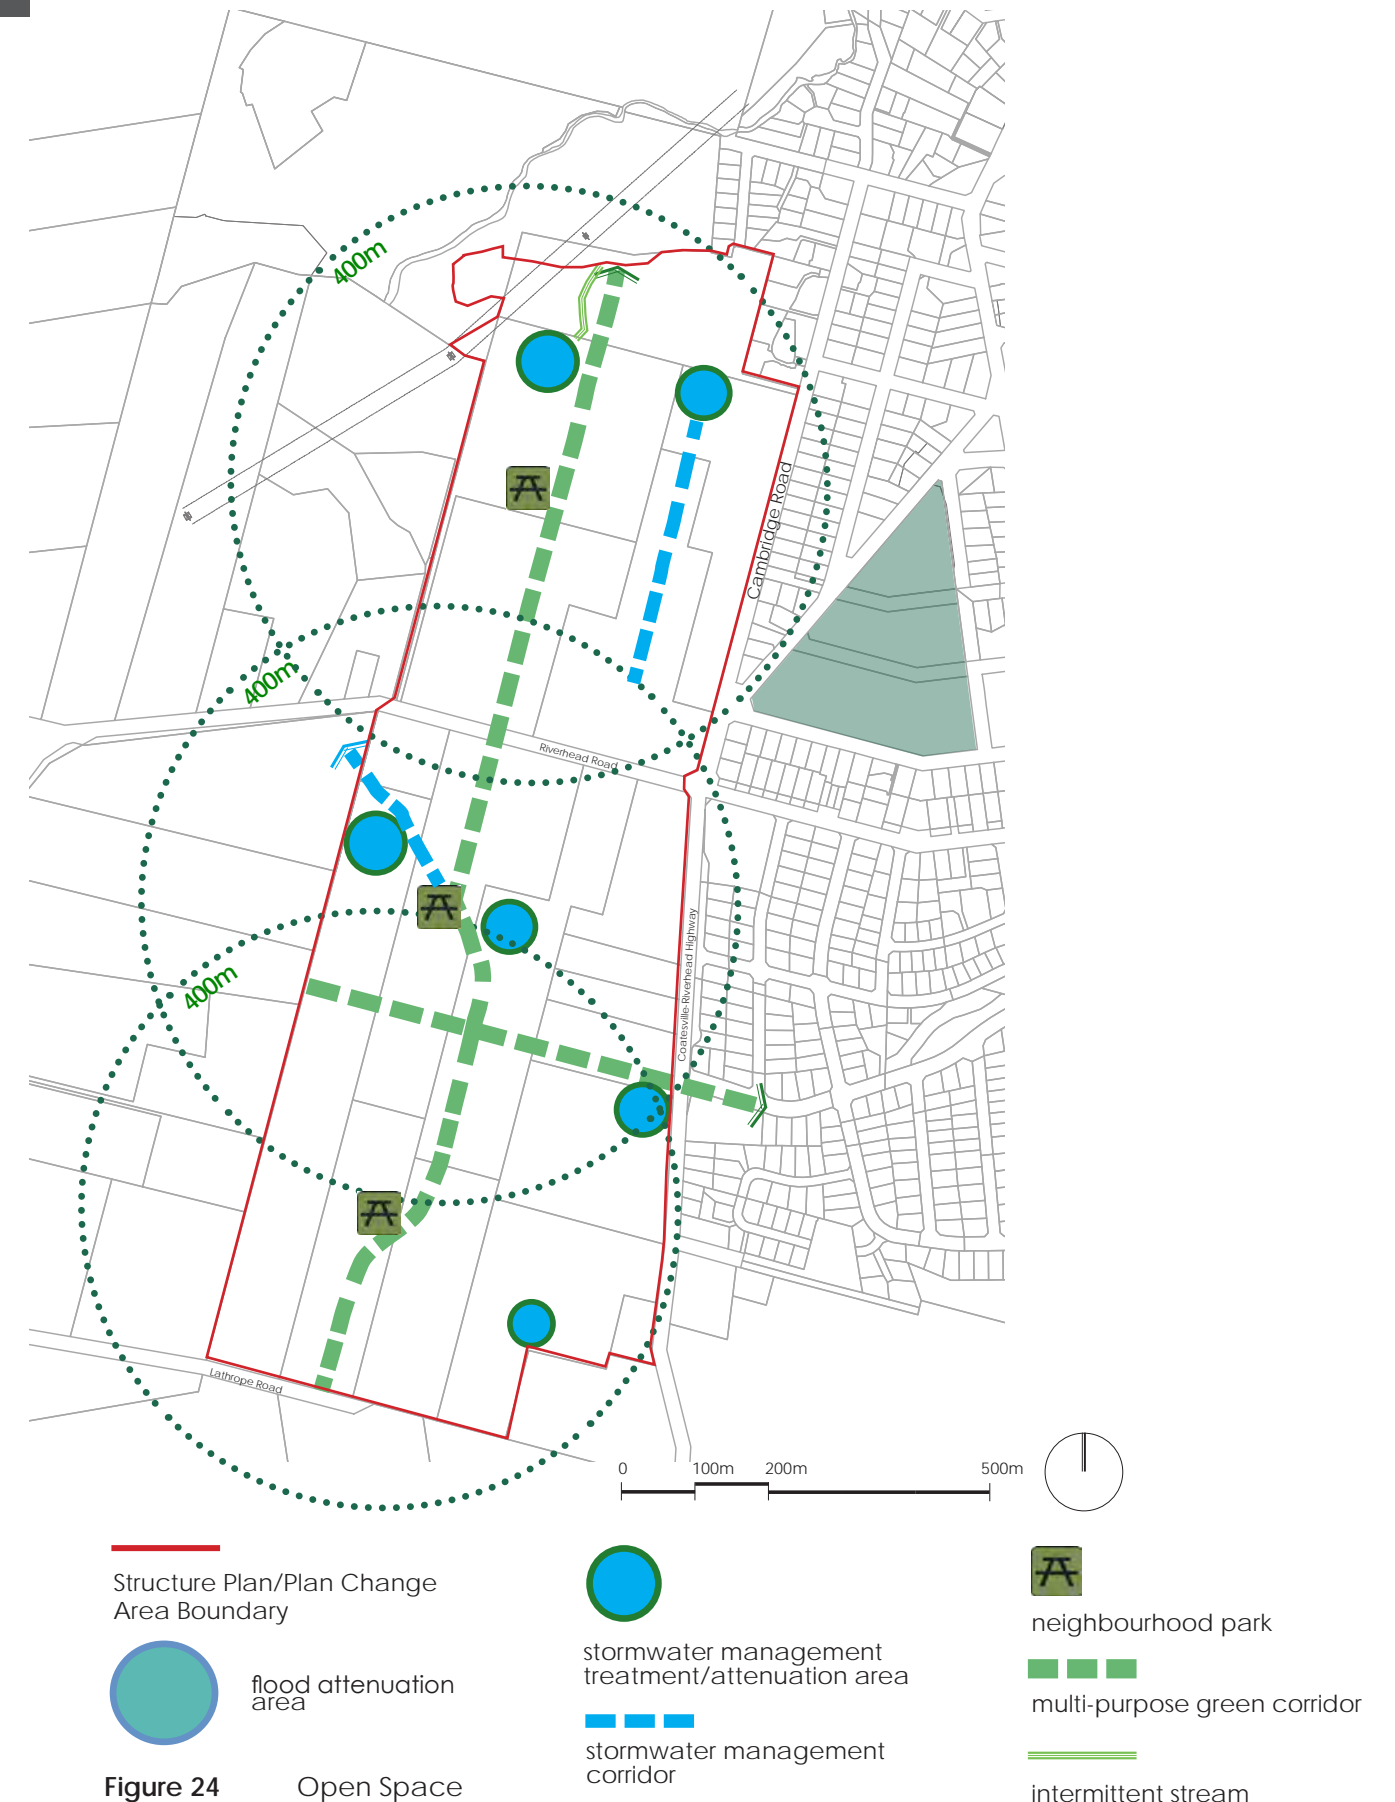 400m
Cambridge Road
400m
Riverhead Road
Coatesville-Riverhead Highway
400m
Lathrope Road
0 100m 200m 500m
Structure Plan/Plan Change
Area Boundary
flood attenuation
area
stormwater management
treatment/attenuation area
stormwater management
corridor
neighbourhood park
multi-purpose green corridor
intermittent stream
Figure 24 Open Space